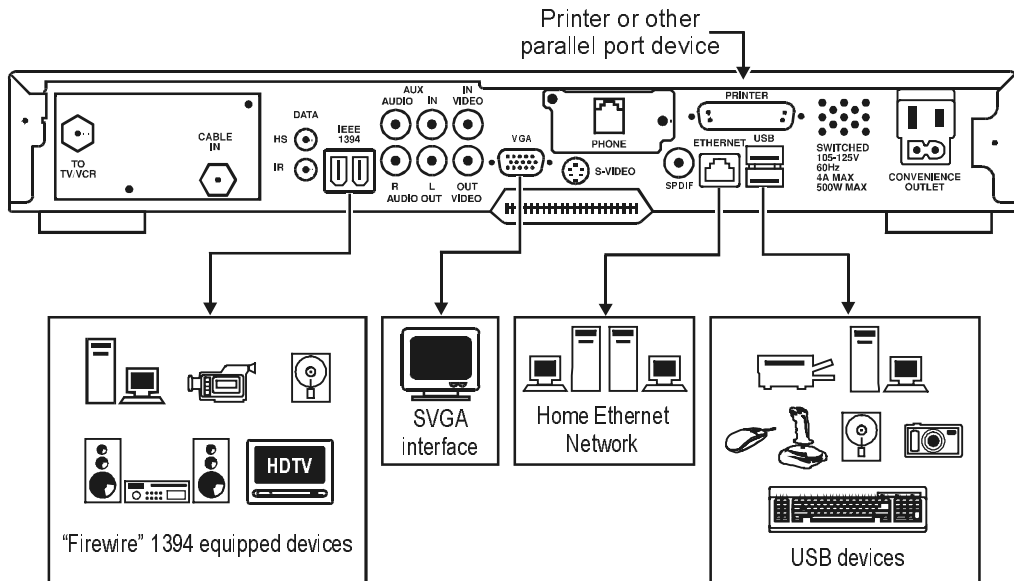 Printer or other
parallel port device
TO
TV/VCR
CABLE
IN
DATA
HS
IR
IEEE
1394
AUX
AUDIO IN
IN
VIDEO
R L
AUDIO OUT
OUT
VIDEO
VGA
PHONE
S-VIDEO
PRINTER
SPDIF
ETHERNET
USB
SWITCHED
105-125V
60Hz
4A MAX
500W MAX
CONVENIENCE
OUTLET
HDTV
“Firewire” 1394 equipped devices
SVGA
interface
Home Ethernet
Network
USB devices